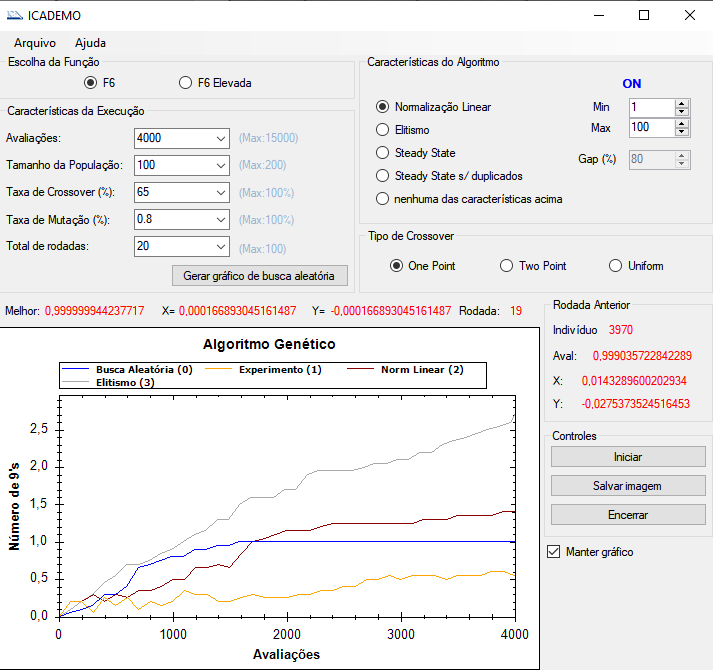 ICADEMO
Arquivo Ajuda
Escolha da Função
F6 F6 Elevada
Características da Execução
Avaliações: 4000 (Max:15000)
Tamanho da População: 100 (Max:200)
Taxa de Crossover (%): 65 (Max:100%)
Taxa de Mutação (%): 0.8 (Max:100%)
Total de rodadas: 20 (Max:100)
Gerar gráfico de busca aleatória
Características do Algoritmo
ON
Normalização Linear Min 1
Elitismo Max 100
Steady State Gap (%) 80
Steady State s/ duplicados
nenhuma das características acima
Tipo de Crossover
One Point Two Point Uniform
Melhor: 0,999999944237717 X= 0,000166893045161487 Y= -0,000166893045161487 Rodada: 19
Algoritmo Genético
Busca Aleatória (0) Experimento (1) Norm Linear (2)
Elitismo (3)
Número de 9's
2,5
2,0
1,5
1,0
0,5
0,0
0 1000 2000 3000 4000
Avaliações
Rodada Anterior
Indivíduo 3970
Aval: 0,999035722842289
X: 0,0143289600202934
Y: -0,0275373524516453
Controles
Iniciar
Salvar imagem
Encerrar
Manter gráfico